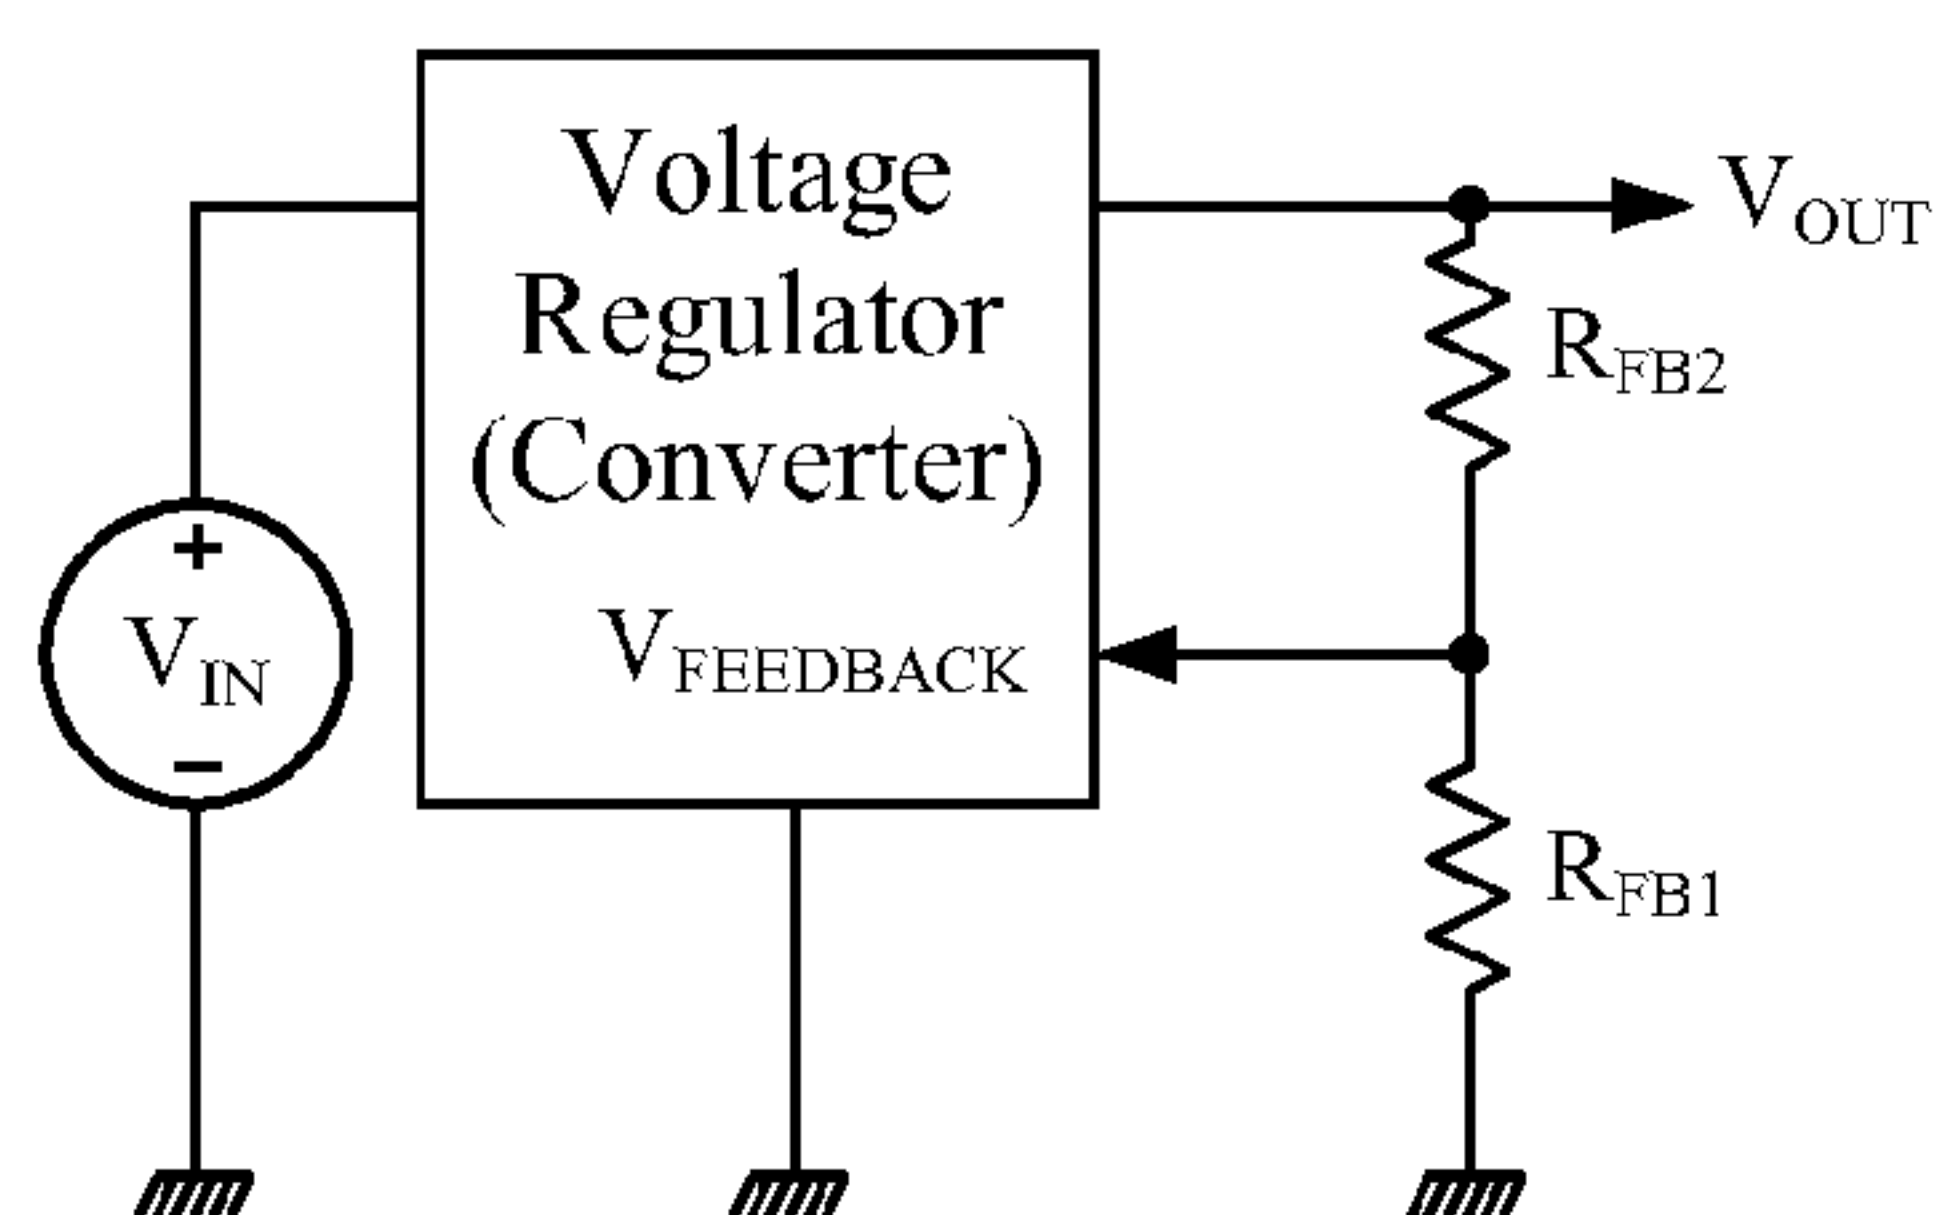 Voltage
Regulator
(Converter)
VFEEDBACK
+
VIN
−
VOUT
RFB2
RFB1